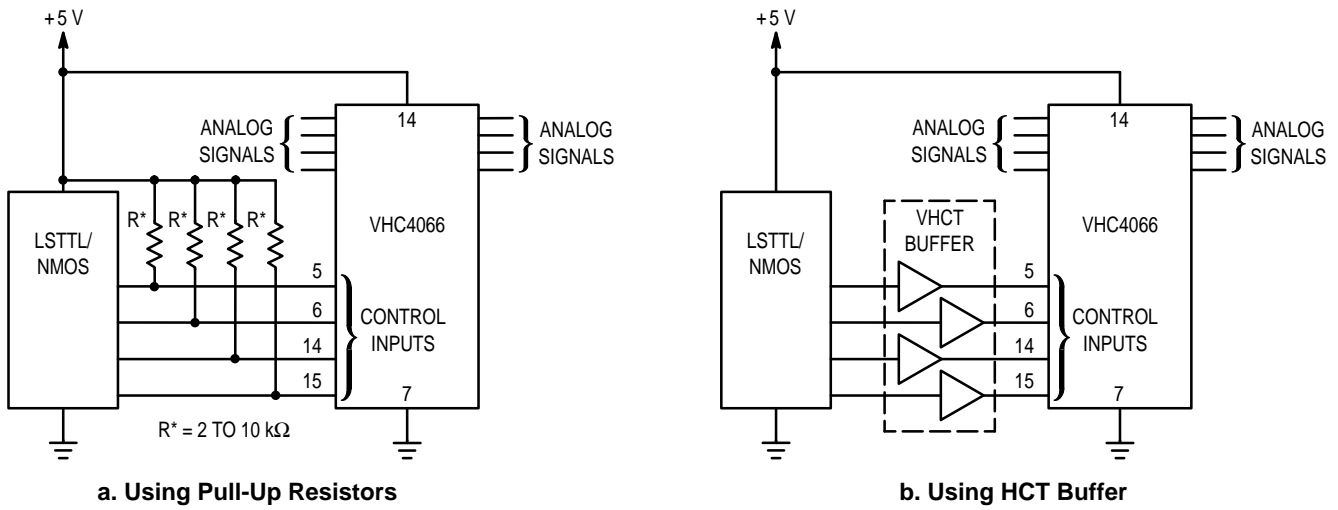 +5 V
14
ANALOG
SIGNALS
ANALOG
SIGNALS
R* R* R* R*
LSTTL/
NMOS
VHC4066
5
6
14
15
CONTROL
INPUTS
7
R* = 2 TO 10 kΩ
a. Using Pull-Up Resistors
+5 V
14
ANALOG
SIGNALS
ANALOG
SIGNALS
LSTTL/
NMOS
VHCT
BUFFER
VHC4066
5
6
14
15
CONTROL
INPUTS
7
b. Using HCT Buffer